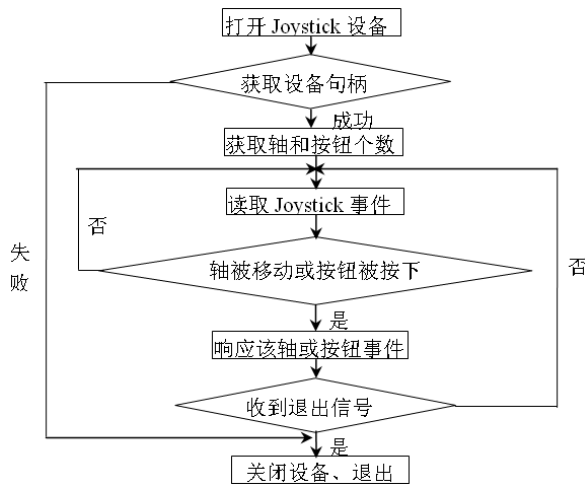 打开 Joystick 设备
获取设备句柄
成功
获取轴和按钮个数
读取 Joystick 事件
否
失
败
轴被移动或按钮被按下
否
是
响应该轴或按钮事件
收到退出信号
是
关闭设备、退出